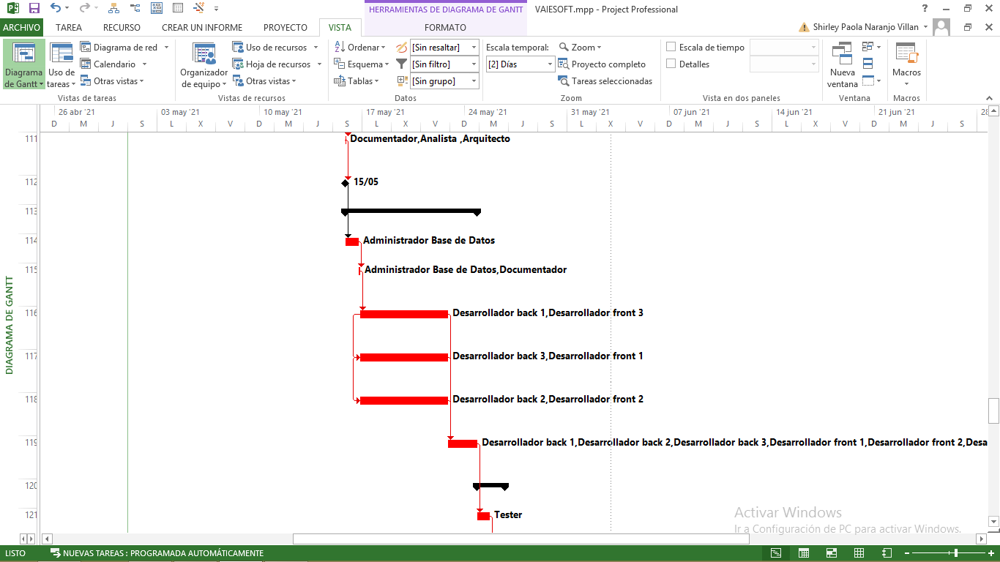 HERRAMIENTAS DE DIAGRAMA DE GANTT
VAIESOFT.mpp - Project Professional
ARCHIVO TAREA RECURSO CREAR UN INFORME PROYECTO VISTA FORMATO
Shirley Paola Naranjo Villan
Diagrama de Gantt
Uso de tareas
Diagrama de red
Calendario
Otras vistas
Vistas de tareas
Organizador de equipo
Uso de recursos
Hoja de recursos
Otras vistas
Vistas de recursos
Ordenar
Esquema
Tablas
[Sin resaltar]
[Sin filtro]
[Sin grupo]
Datos
Escala temporal:
[2] Días
Zoom
Proyecto completo
Tareas seleccionadas
Zoom
Escala de tiempo
Detalles
Vista en dos paneles
Nueva ventana
Ventana
Macros
Macros
26 abr '21 03 may '21 10 may '21 17 may '21 24 may '21 31 may '21 07 jun '21 14 jun '21 21 jun '21 28
D M J S L X V D M J S L X V D M J S L X V D M J S L X V D M J S
DIAGRAMA DE GANTT
111 Documentador,Analista ,Arquitecto
112 15/05
113
114 Administrador Base de Datos
115 Administrador Base de Datos,Documentador
116 Desarrollador back 1,Desarrollador front 3
117 Desarrollador back 3,Desarrollador front 1
118 Desarrollador back 2,Desarrollador front 2
119 Desarrollador back 1,Desarrollador back 2,Desarrollador back 3,Desarrollador front 1,Desarrollador front 2,Desa
120
121 Tester
Activar Windows
Ir a Configuración de PC para activar Windows.
LISTO NUEVAS TAREAS : PROGRAMADA AUTOMÁTICAMENTE